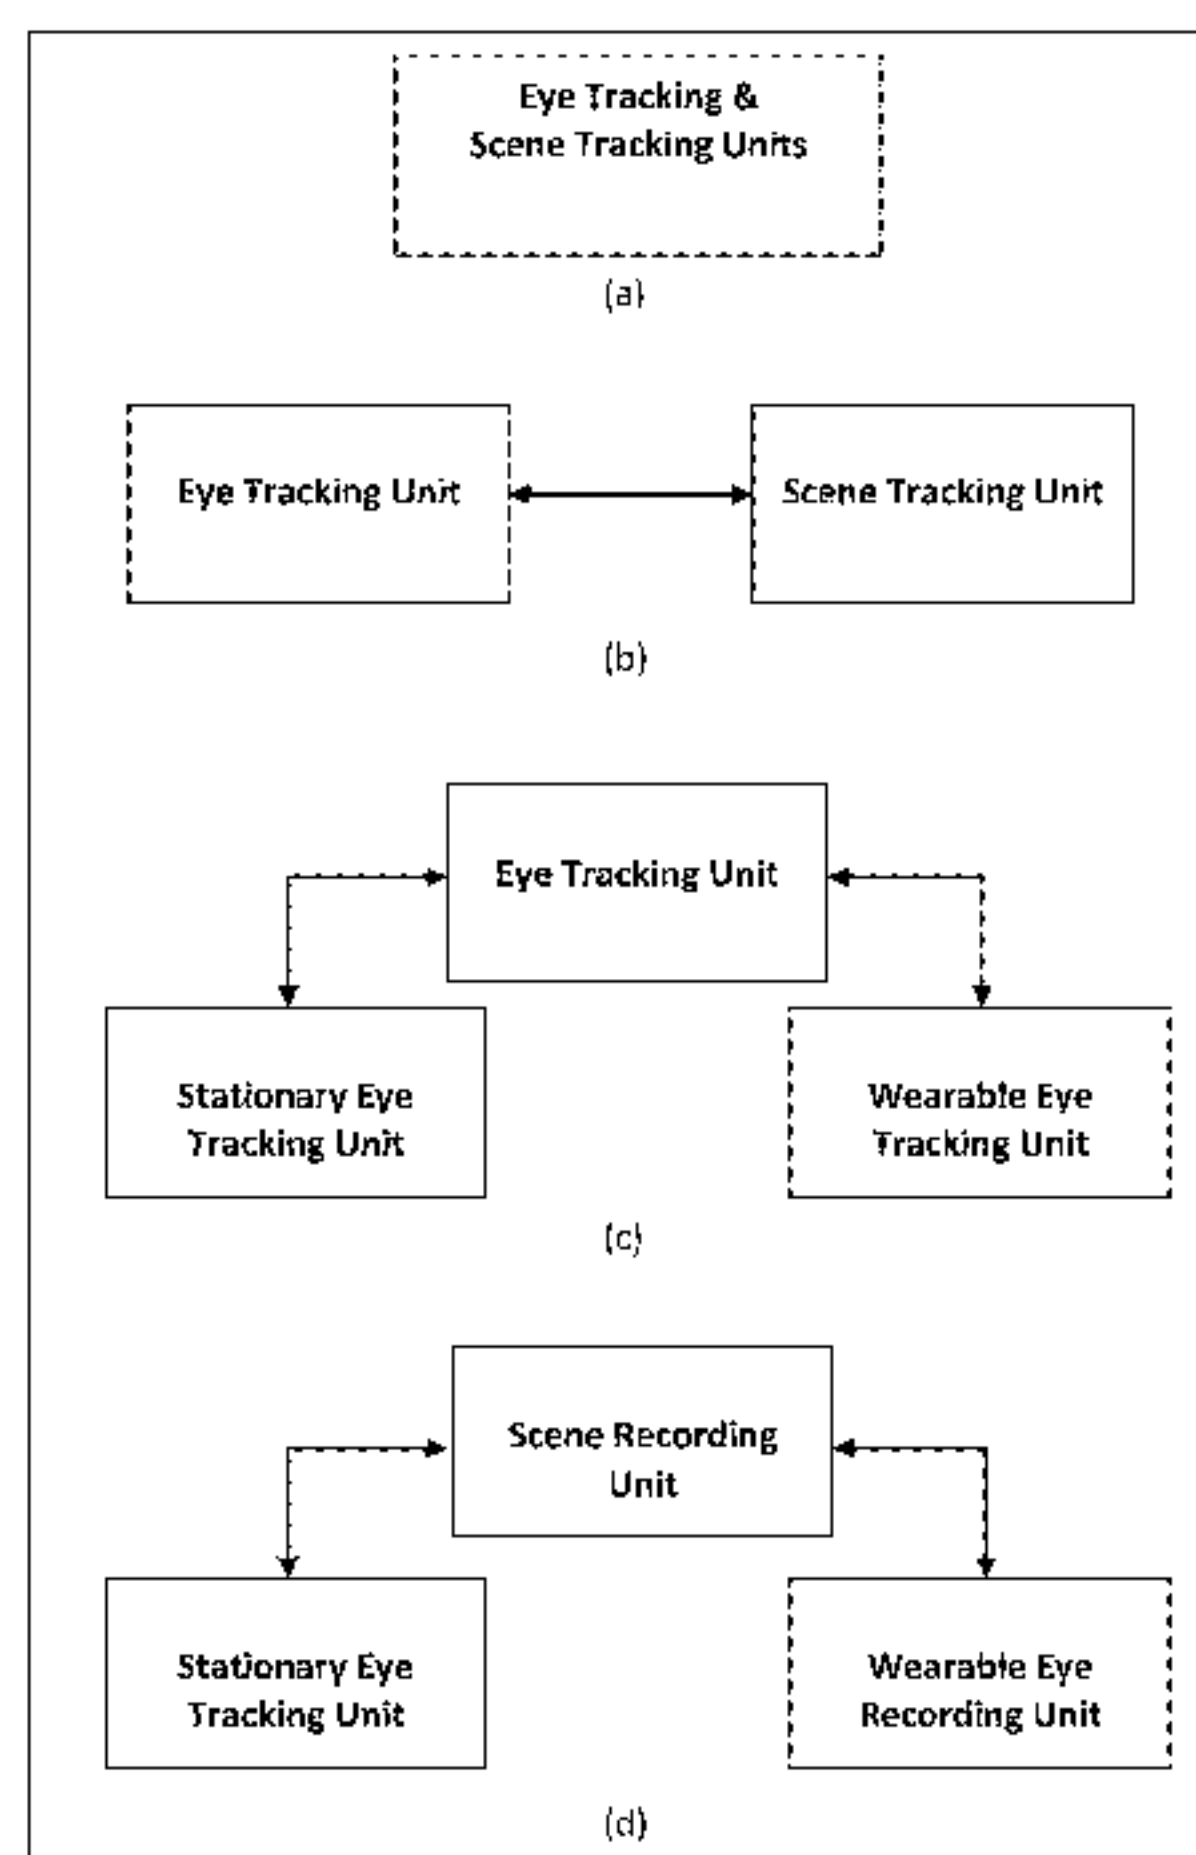 Eye Tracking &
Scene Tracking Units
(a)
Eye Tracking Unit
Scene Tracking Unit
(b)
Eye Tracking Unit
Stationary Eye
Tracking Unit
Wearable Eye
Tracking Unit
(c)
Scene Recording
Unit
Stationary Eye
Tracking Unit
Wearable Eye
Recording Unit
(d)